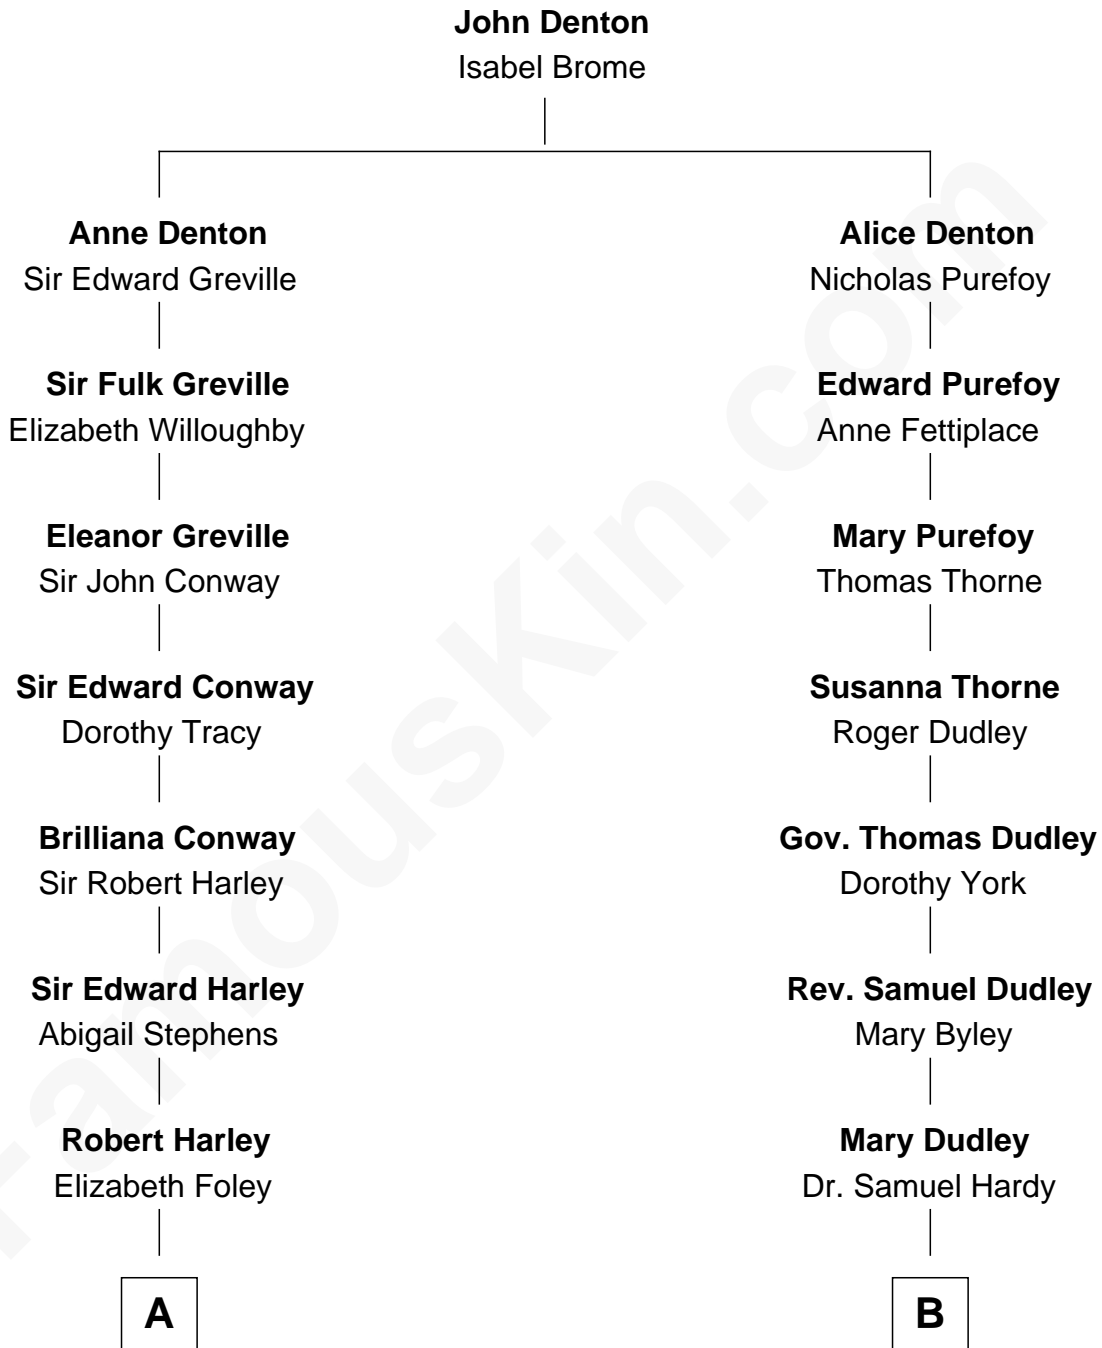 John Denton
Isabel Brome
Anne Denton
Sir Edward Greville
Alice Denton
Nicholas Purefoy
Sir Fulk Greville
Elizabeth Willoughby
Edward Purefoy
Anne Fettiplace
Eleanor Greville
Sir John Conway
Mary Purefoy
Thomas Thorne
Sir Edward Conway
Dorothy Tracy
Susanna Thorne
Roger Dudley
Brilliana Conway
Sir Robert Harley
Gov. Thomas Dudley
Dorothy York
Sir Edward Harley
Abigail Stephens
Rev. Samuel Dudley
Mary Byley
Robert Harley
Elizabeth Foley
Mary Dudley
Dr. Samuel Hardy
A
B
FamousKin.com